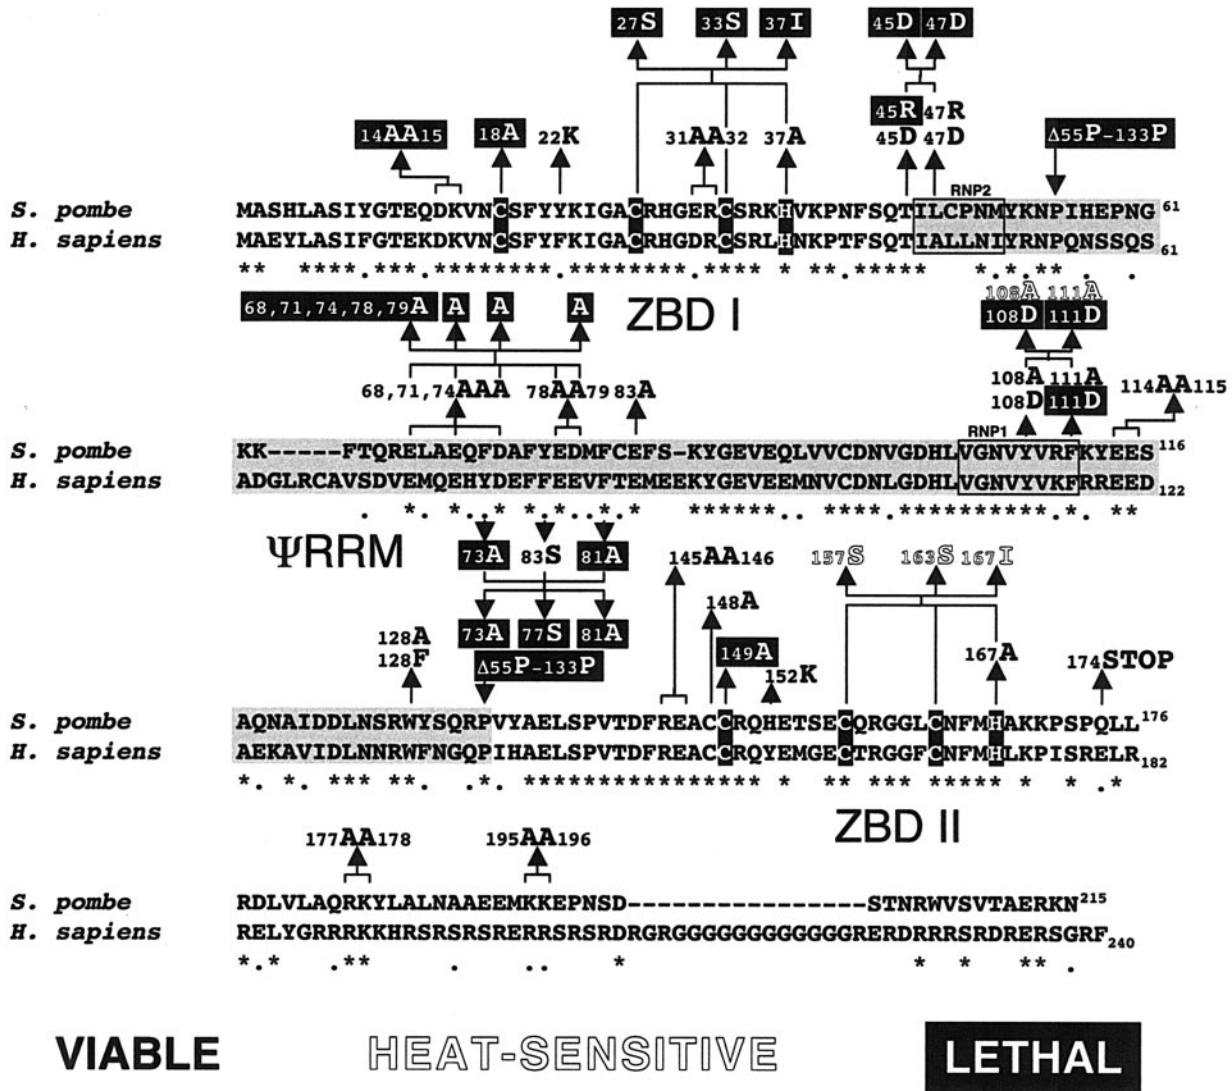 27S 33S 37I 45D 47D
45R 47R
14AA15 18A 22K 31AA32 37A 45D 47D Δ55P-133P
RNP2
S. pombe MASHLASIYGTEQDKVNCSFYYKIGACRHGERCSRKHVKPNFSQTILCPNMYKNPIHEPNG 61
H. sapiens MAEYLASIFGTEKDKVNCSFYFKIGACRHGDRCSRLHNKPTFSQTIALLNIYRNPQNSSQS 61
** ****.**.********.********.*** * **.****** *.*.** . .
68,71,74,78,79A A A A ZBD I 108A 111A
108D 111D
68,71,74AAA 78AA79 83A 108A 111A 114AA115
108D 111D
RNP1
S. pombe KK-----FTQRELAEQFDAFYEDMFCEFS-KYGEVEQLVVCDNVGDHLVGNVYVRFKYEES 116
H. sapiens ADGLRCAVSDVEMQEHYDEFFEEVFTEMEEKYGEVEEMNVCDNLGDHLVGNVYVKFRREED 122
. *. *..* *.*. *.*. ******.. ****.**********.*. **
ΨRRM 73A 83S 81A 145AA146 157S 163S 167I
148A
128A 73A 77S 81A
128F Δ55P-133P 149A 152K 167A 174STOP
S. pombe AQNAIDDLNSRWYSQRPVYAELSPVTDFREACCRQHETSECQRGGLCNFMHAKKPSPQLL 176
H. sapiens AEKAVIDLNNRWFNGQPIHAELSPVTDFREACCRQYEMGECTRGGFCNFMHLKPISRELR 182
*. *. *** **. *. **************** * ** *** ***** * * *.
ZBD II
177AA178 195AA196
S. pombe RDLVLAQRKYLALNAAEEMKKEPNSD----------------STNRWVSVTAERKN 215
H. sapiens RELYGRRRKKHRSRSRSRERRSRSRDRGRGGGGGGGGGGGGRERDRRRSRDRERSGRF 240
*.* .** . .. * * * ** .
VIABLE HEAT-SENSITIVE LETHAL